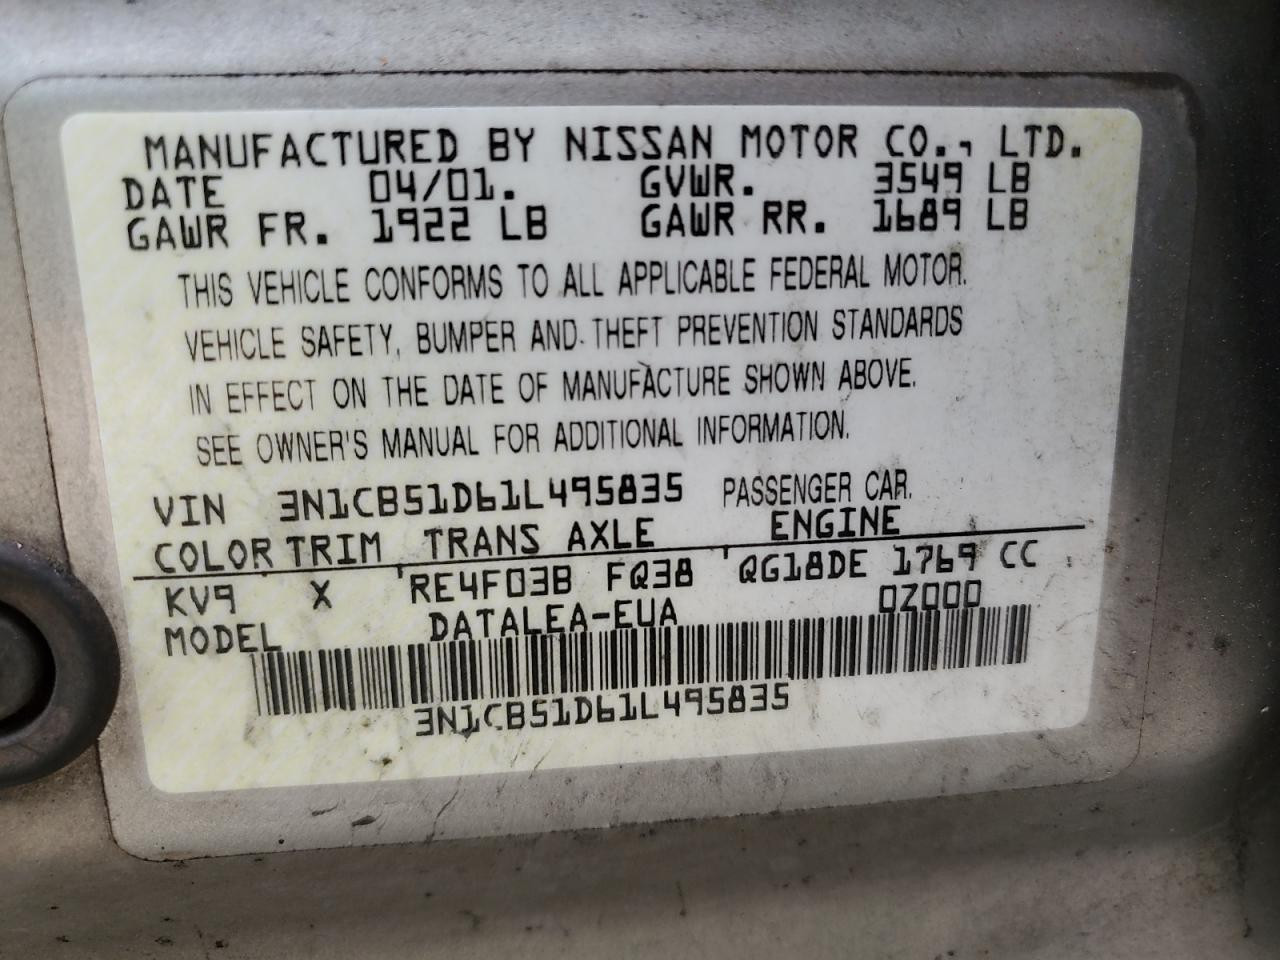 MANUFACTURED BY NISSAN MOTOR CO., LTD.
DATE 04/01. GVWR. 3549 LB
GAWR FR. 1922 LB GAWR RR. 1689 LB
THIS VEHICLE CONFORMS TO ALL APPLICABLE FEDERAL MOTOR
VEHICLE SAFETY, BUMPER AND THEFT PREVENTION STANDARDS
IN EFFECT ON THE DATE OF MANUFACTURE SHOWN ABOVE.
SEE OWNER'S MANUAL FOR ADDITIONAL INFORMATION.
VIN 3N1CB51D61L495835 PASSENGER CAR.
COLOR TRIM TRANS AXLE ENGINE
KV9 X RE4F03B FQ38 QG18DE 1769 CC
MODEL DATALEA-EUA 0Z000
3N1CB51D61L495835